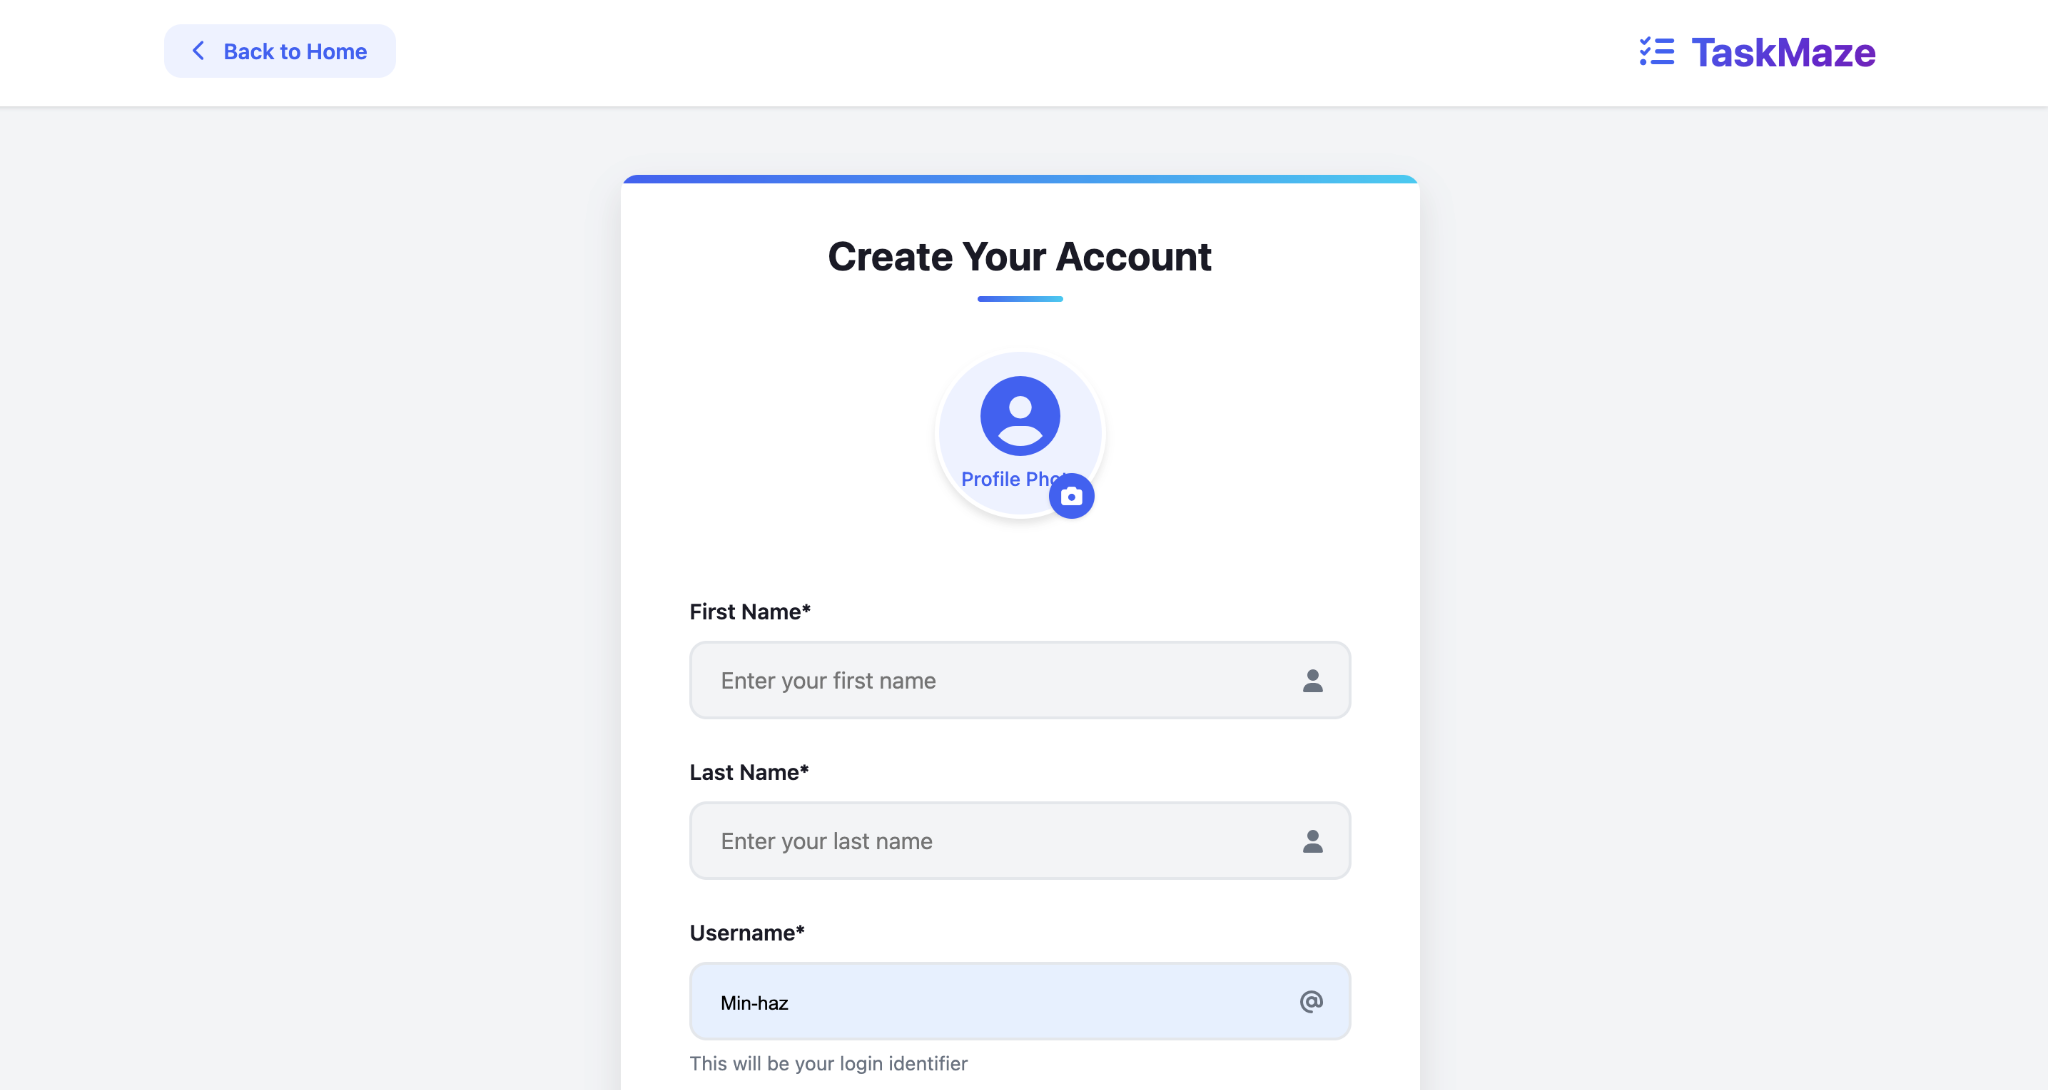 Back to Home
TaskMaze
Create Your Account
Profile Phot
First Name*
Enter your first name
Last Name*
Enter your last name
Username*
Min-haz
This will be your login identifier